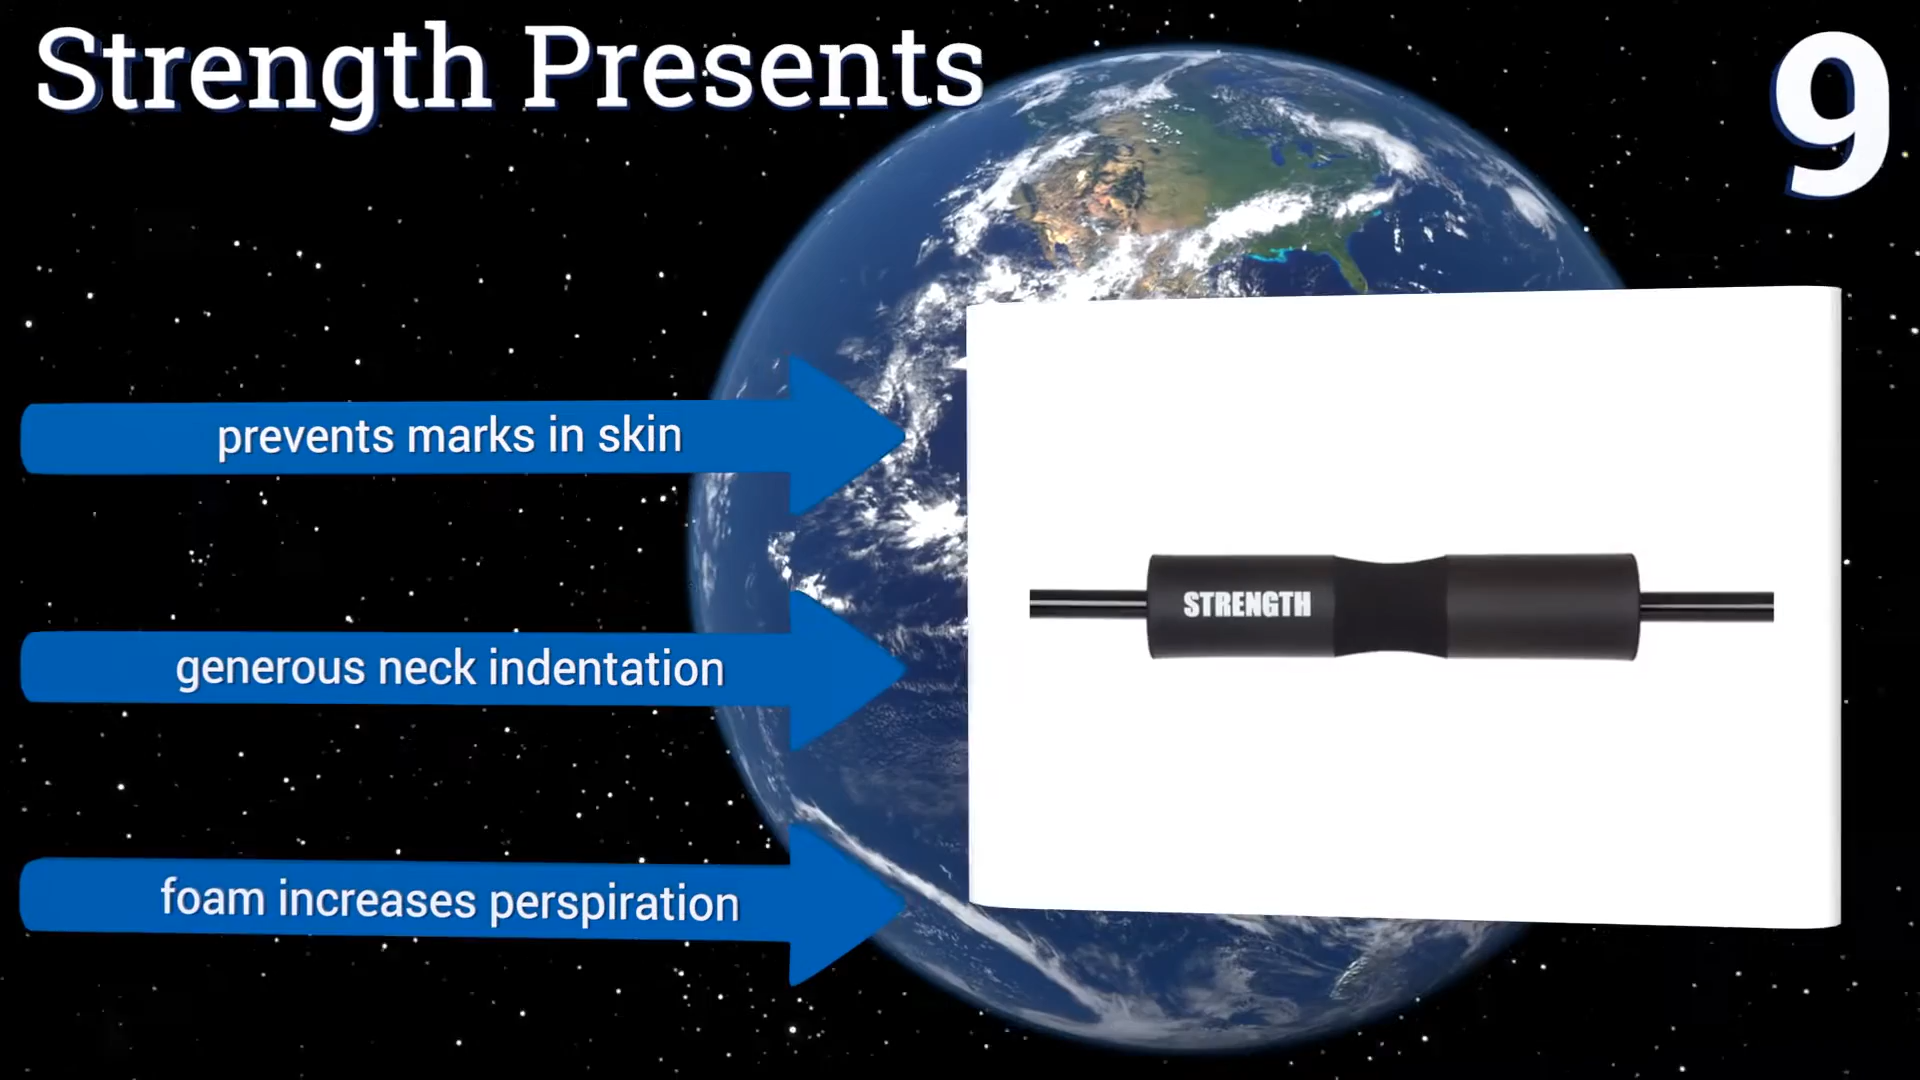 Strength Presents
9
prevents marks in skin
generous neck indentation
foam increases perspiration
STRENGTH